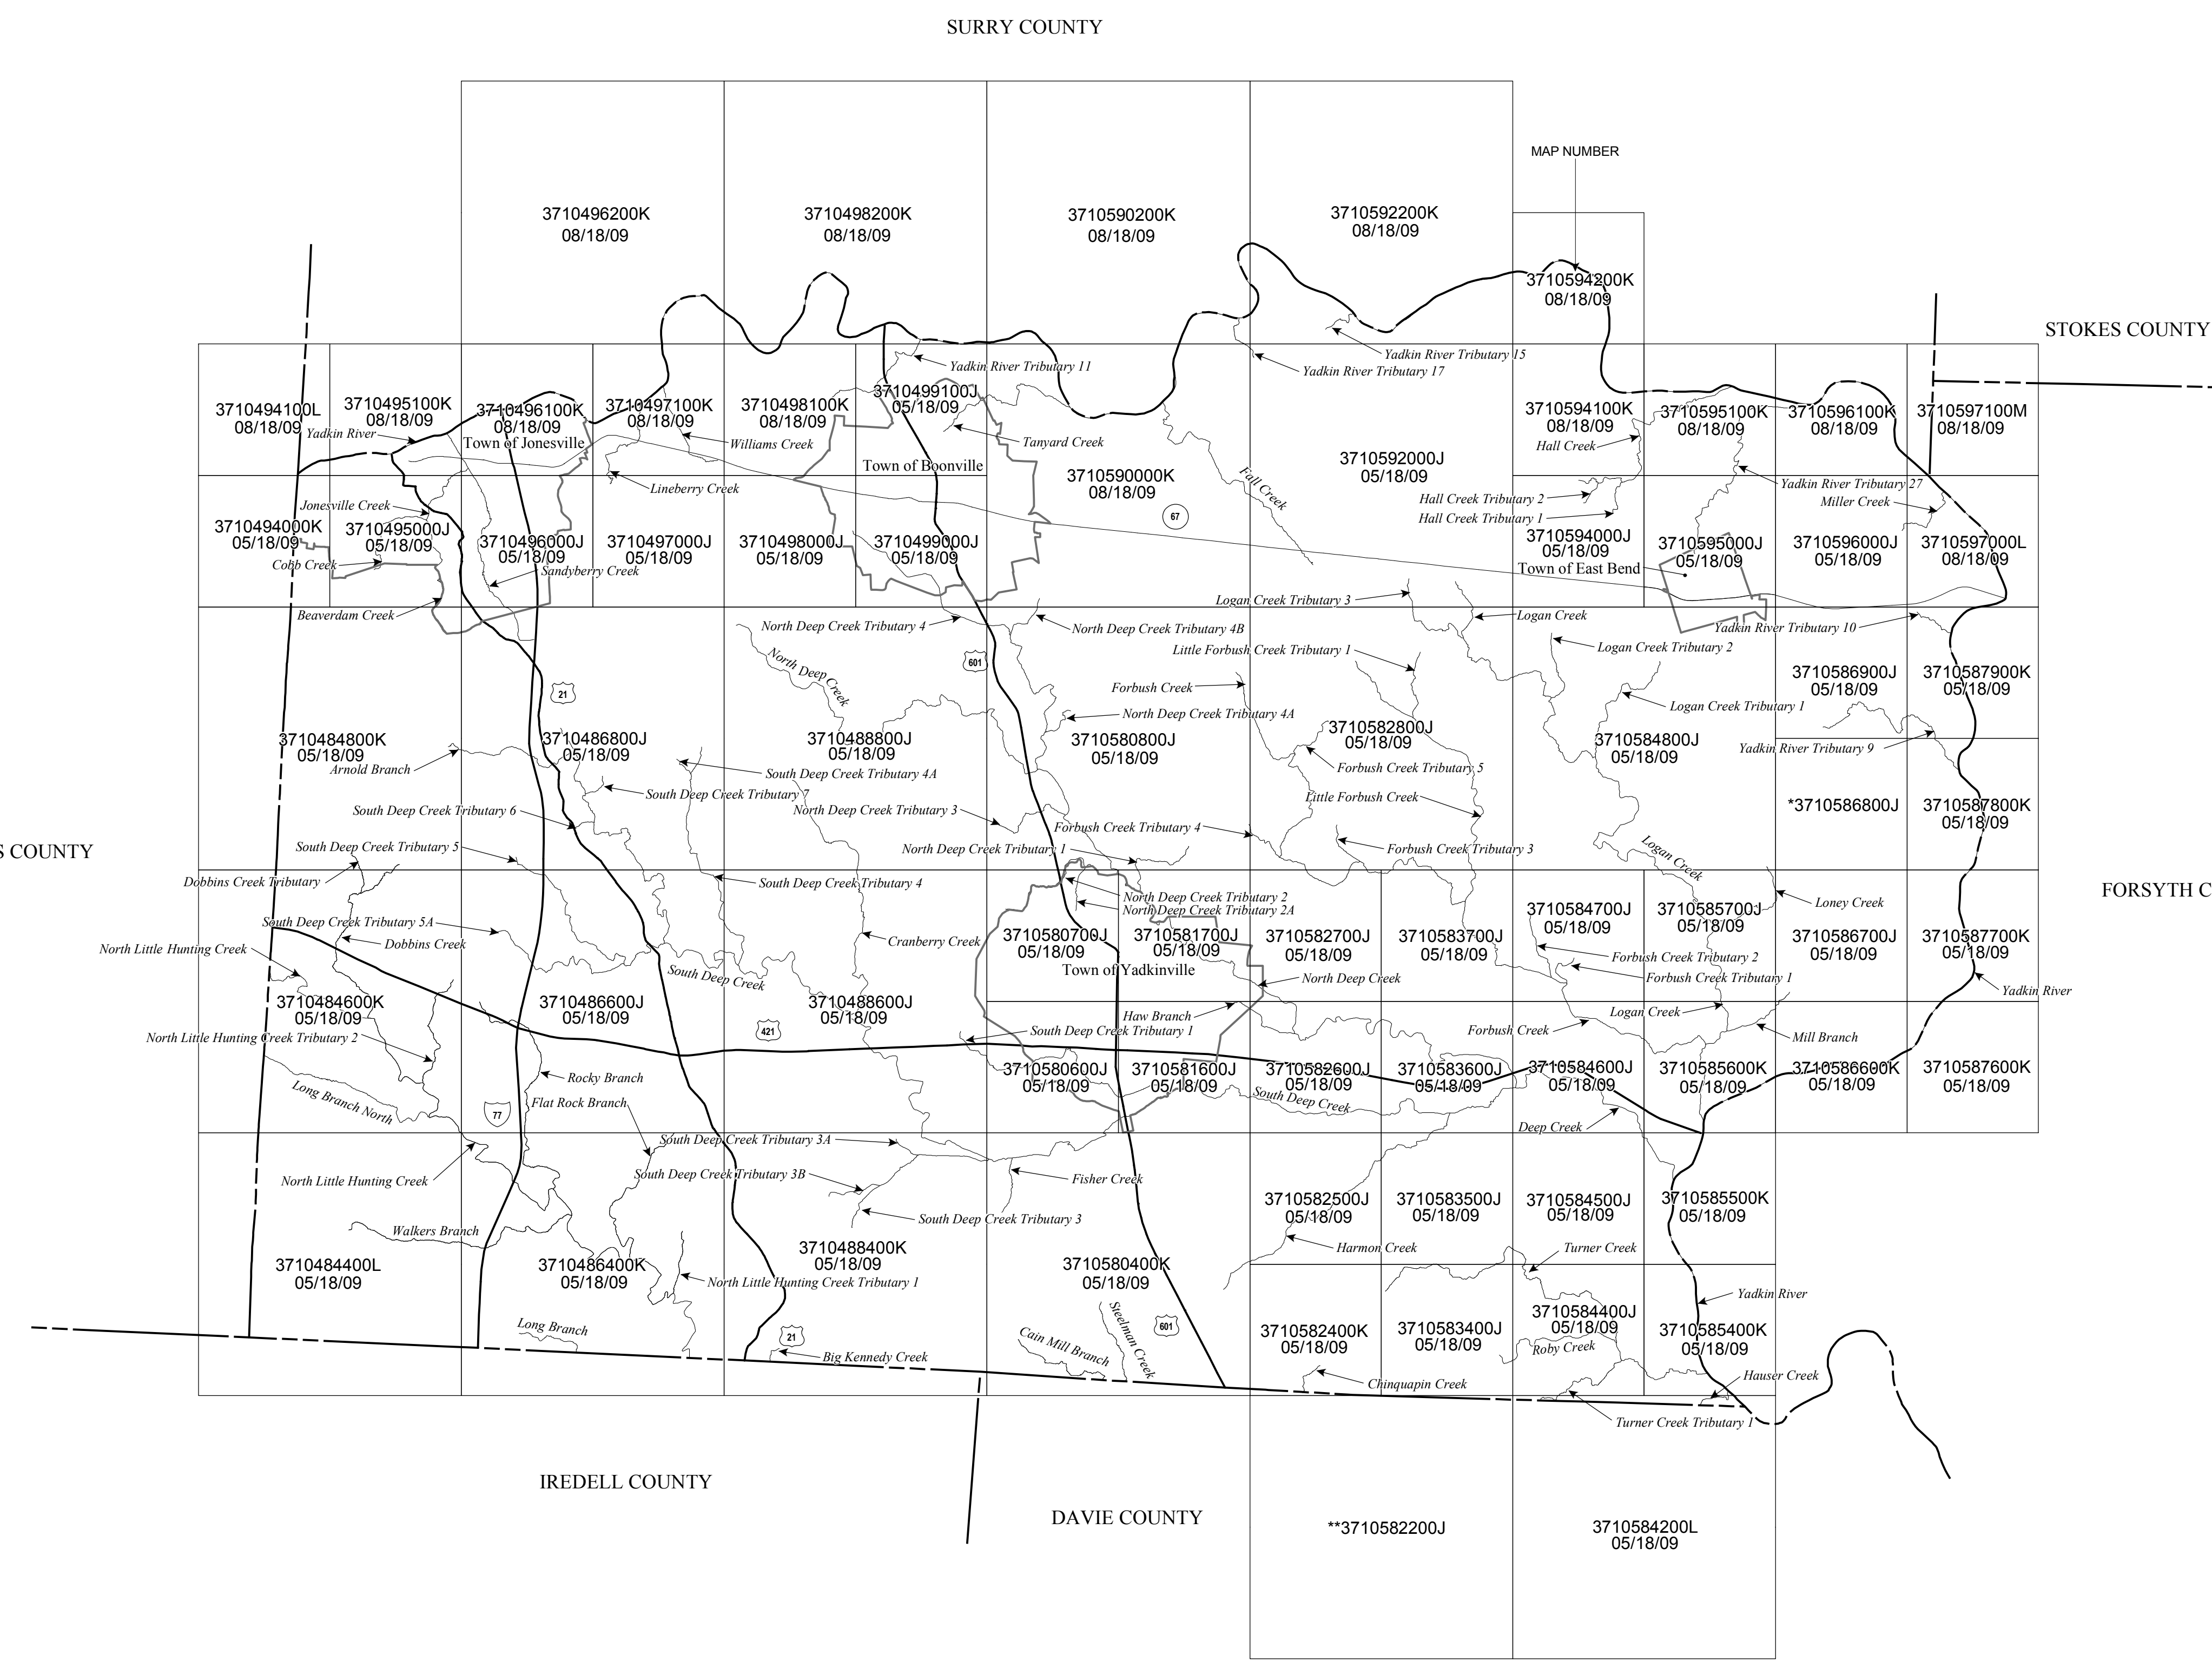 SURRY COUNTY
MAP NUMBER
3710496200K
08/18/09
3710498200K
08/18/09
3710590200K
08/18/09
3710592200K
08/18/09
3710594200K
08/18/09
STOKES COUNTY
Yadkin River Tributary 15
Yadkin River Tributary 11
Yadkin River Tributary 17
3710494100L
08/18/09
3710495100K
08/18/09
3710496100K
08/18/09
3710497100K
08/18/09
3710498100K
08/18/09
3710499100J
05/18/09
3710594100K
08/18/09
3710595100K
08/18/09
3710596100K
08/18/09
3710597100M
08/18/09
Yadkin River
Town of Jonesville
Williams Creek
Tanyard Creek
Hall Creek
Town of Boonville
3710590000K
08/18/09
3710592000J
05/18/09
Fall Creek
Lineberry Creek
Yadkin River Tributary 27
Hall Creek Tributary 2
Miller Creek
Jonesville Creek
67
Hall Creek Tributary 1
3710494000K
05/18/09
3710495000J
05/18/09
3710496000J
05/18/09
3710497000J
05/18/09
3710498000J
05/18/09
3710499000J
05/18/09
3710594000J
05/18/09
3710595000J
05/18/09
3710596000J
05/18/09
3710597000L
08/18/09
Cobb Creek
Sandyberry Creek
Town of East Bend
Beaverdam Creek
Logan Creek Tributary 3
Logan Creek
North Deep Creek Tributary 4
North Deep Creek Tributary 4B
Yadkin River Tributary 10
Little Forbush Creek Tributary 1
Logan Creek Tributary 2
North Deep Creek
601
21
Forbush Creek
3710586900J
05/18/09
3710587900K
05/18/09
North Deep Creek Tributary 4A
Logan Creek Tributary 1
3710484800K
05/18/09
3710486800J
05/18/09
3710488800J
05/18/09
3710580800J
05/18/09
3710582800J
05/18/09
3710584800J
05/18/09
Yadkin River Tributary 9
Arnold Branch
South Deep Creek Tributary 4A
Forbush Creek Tributary 5
South Deep Creek Tributary 7
Little Forbush Creek
*3710586800J
3710587800K
05/18/09
South Deep Creek Tributary 6
North Deep Creek Tributary 3
Forbush Creek Tributary 4
South Deep Creek Tributary 5
North Deep Creek Tributary 1
Forbush Creek Tributary 3
Logan Creek
S COUNTY
Dobbins Creek Tributary
South Deep Creek Tributary 4
FORSYTH C
North Deep Creek Tributary 2
North Deep Creek Tributary 2A
Loney Creek
South Deep Creek Tributary 5A
3710580700J
05/18/09
3710581700J
05/18/09
3710582700J
05/18/09
3710583700J
05/18/09
3710584700J
05/18/09
3710585700J
05/18/09
3710586700J
05/18/09
3710587700K
05/18/09
North Little Hunting Creek
Dobbins Creek
Cranberry Creek
Town of Yadkinville
Forbush Creek Tributary 2
Forbush Creek Tributary 1
South Deep Creek
North Deep Creek
Yadkin River
3710484600K
05/18/09
3710486600J
05/18/09
3710488600J
05/18/09
Haw Branch
Logan Creek
North Little Hunting Creek Tributary 2
421
South Deep Creek Tributary 1
Forbush Creek
Mill Branch
3710580600J
05/18/09
3710581600J
05/18/09
3710582600J
05/18/09
3710583600J
05/18/09
3710584600J
05/18/09
3710585600K
05/18/09
3710586600K
05/18/09
3710587600K
05/18/09
Rocky Branch
Long Branch North
77
Flat Rock Branch
South Deep Creek
Deep Creek
South Deep Creek Tributary 3A
North Little Hunting Creek
South Deep Creek Tributary 3B
Fisher Creek
3710582500J
05/18/09
3710583500J
05/18/09
3710584500J
05/18/09
3710585500K
05/18/09
Walkers Branch
South Deep Creek Tributary 3
Harmon Creek
Turner Creek
3710484400L
05/18/09
3710486400K
05/18/09
3710488400K
05/18/09
3710580400K
05/18/09
North Little Hunting Creek Tributary 1
Yadkin River
Long Branch
21
Big Kennedy Creek
Cain Mill Branch
Steelman Creek
601
3710582400K
05/18/09
3710583400J
05/18/09
3710584400J
05/18/09
3710585400K
05/18/09
Roby Creek
Chinquapin Creek
Hauser Creek
Turner Creek Tributary 1
IREDELL COUNTY
DAVIE COUNTY
**3710582200J
3710584200L
05/18/09